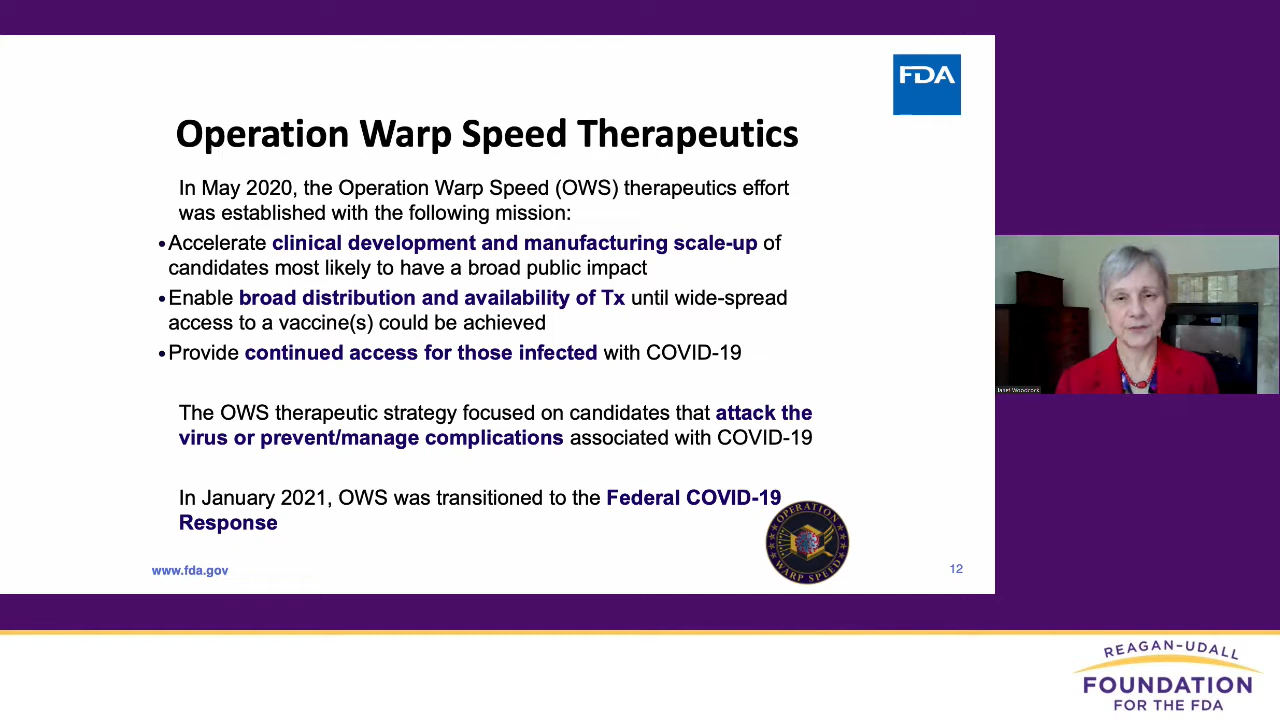 FDA
Operation Warp Speed Therapeutics
In May 2020, the Operation Warp Speed (OWS) therapeutics effort
was established with the following mission:
•Accelerate clinical development and manufacturing scale-up of
candidates most likely to have a broad public impact
•Enable broad distribution and availability of Tx until wide-spread
access to a vaccine(s) could be achieved
•Provide continued access for those infected with COVID-19
The OWS therapeutic strategy focused on candidates that attack the
virus or prevent/manage complications associated with COVID-19
In January 2021, OWS was transitioned to the Federal COVID-19
Response
OPERATION
WARP SPEED
www.fda.gov
12
Janet Woodcock
REAGAN-UDALL
FOUNDATION
FOR THE FDA